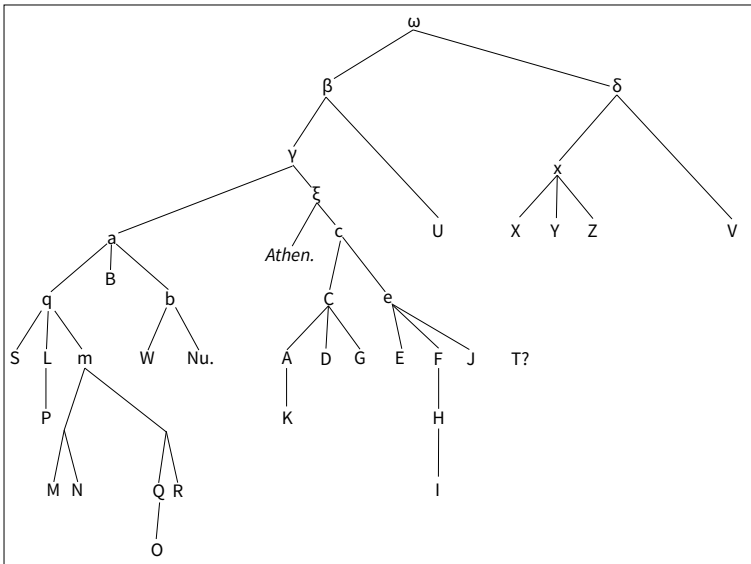 ω
β δ
γ
x
ξ
a c U X Y Z V
Athen.
B
q b C e
S L m W Nu. A D G E F J T?
P K H
M N Q R I
O